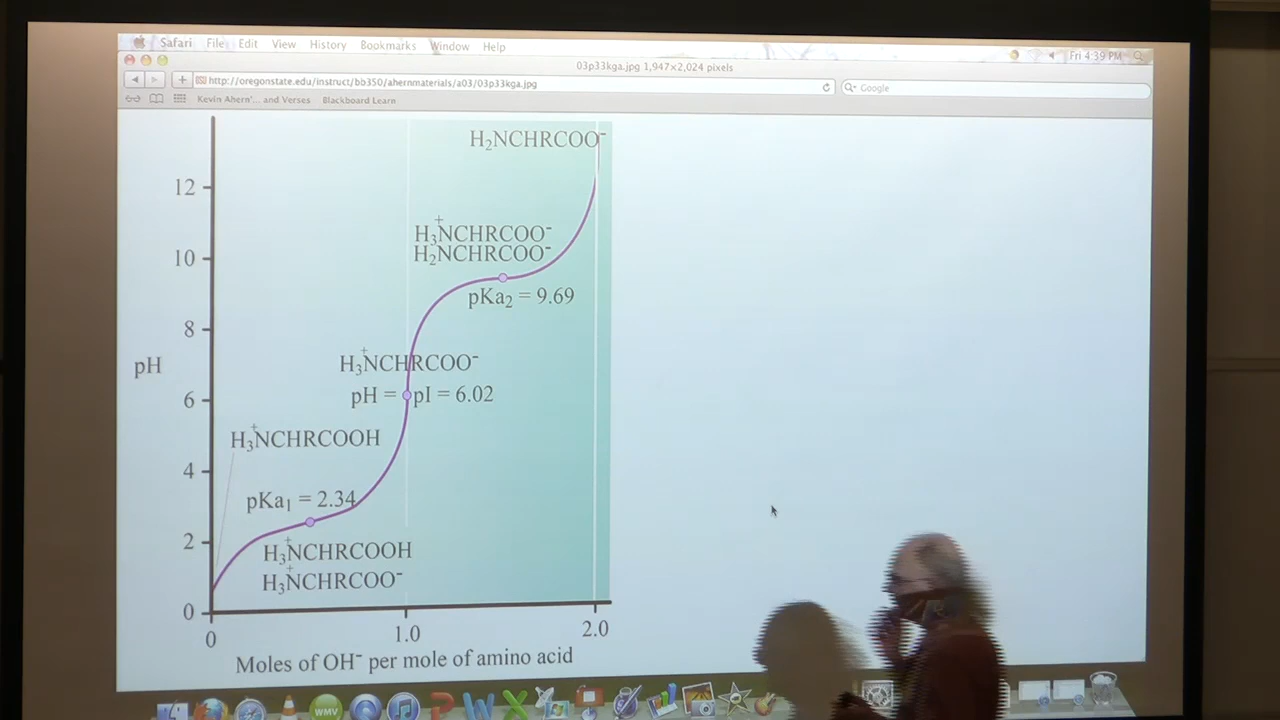 Safari File Edit View History Bookmarks Window Help
Fri 4:39 PM
03p33kga.jpg 1,947×2,024 pixels
http://oregonstate.edu/instruct/bb350/ahernmaterials/a03/03p33kga.jpg
Google
Kevin Ahern'... and Verses Blackboard Learn
H₂NCHRCOO⁻
12
+
H₃NCHRCOO⁻
10
H₂NCHRCOO⁻
pKa₂ = 9.69
8
+
H₃NCHRCOO⁻
pH
6
pH = pI = 6.02
+
H₃NCHRCOOH
4
pKa₁ = 2.34
2
+
H₃NCHRCOOH
+
H₃NCHRCOO⁻
0
0 1.0 2.0
Moles of OH⁻ per mole of amino acid
WMV